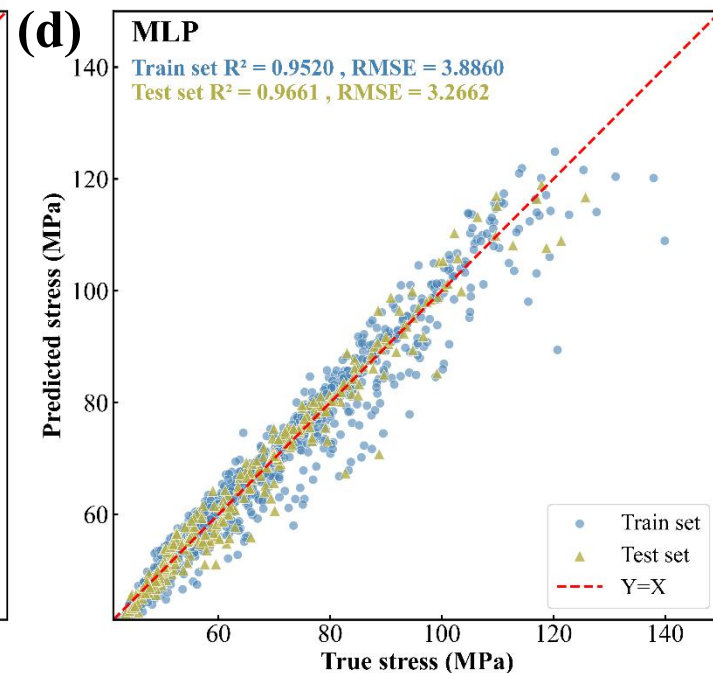 (d)
MLP
Train set R² = 0.9520 , RMSE = 3.8860
Test set R² = 0.9661 , RMSE = 3.2662
140
120
100
80
60
Predicted stress (MPa)
Train set
Test set
Y=X
60 80 100 120 140
True stress (MPa)